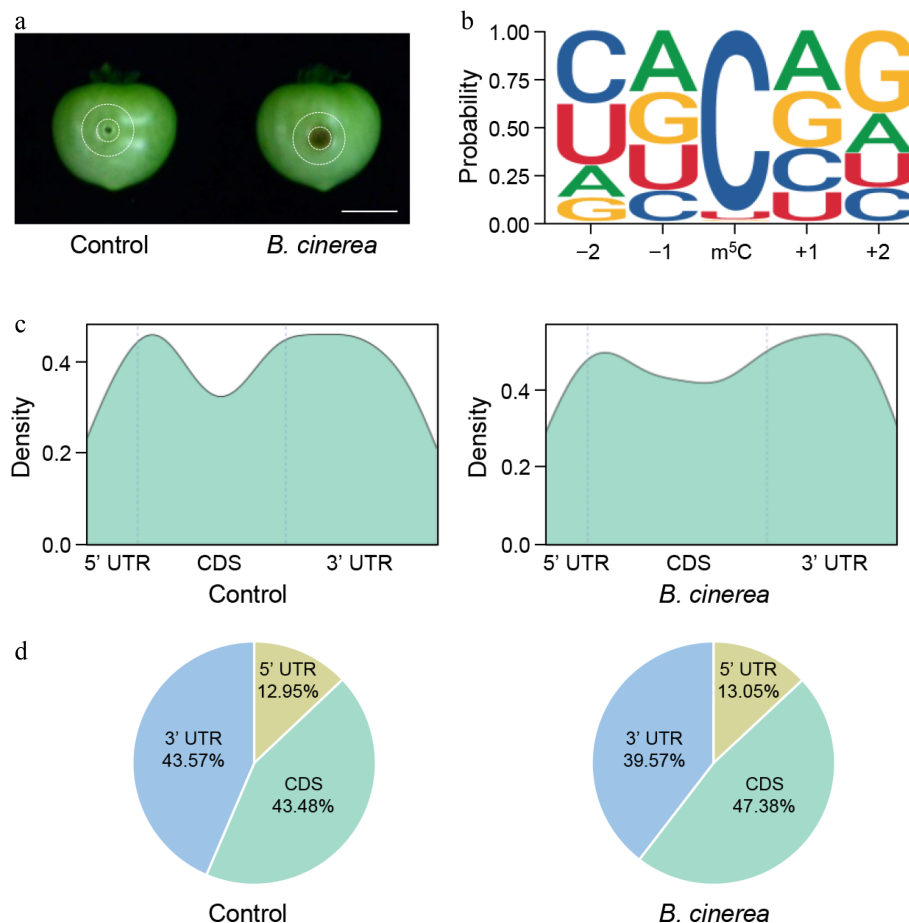 a
Control
B. cinerea
b
Probability
1.00
0.75
0.50
0.25
0.00
C A C A G
U G G A
A U C U
G C U U C
−2 −1 m⁵C +1 +2
c
Density
0.4
0.2
0.0
5’ UTR CDS 3’ UTR
Control
Density
0.4
0.2
0.0
5’ UTR CDS 3’ UTR
B. cinerea
d
5’ UTR
12.95%
3’ UTR
43.57%
CDS
43.48%
Control
5’ UTR
13.05%
3’ UTR
39.57%
CDS
47.38%
B. cinerea